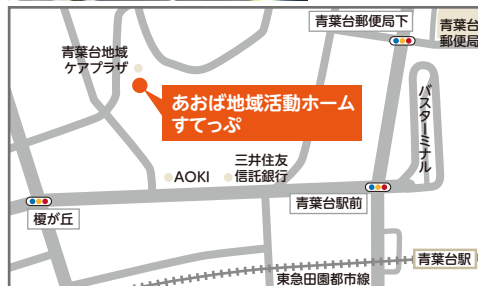 青葉台郵便局下
青葉台
郵便局
青葉台地域
ケアプラザ
あおば地域活動ホーム
すてっぷ
バスターミナル
三井住友
信託銀行
AOKI
榎が丘
青葉台駅前
青葉台駅
東急田園都市線